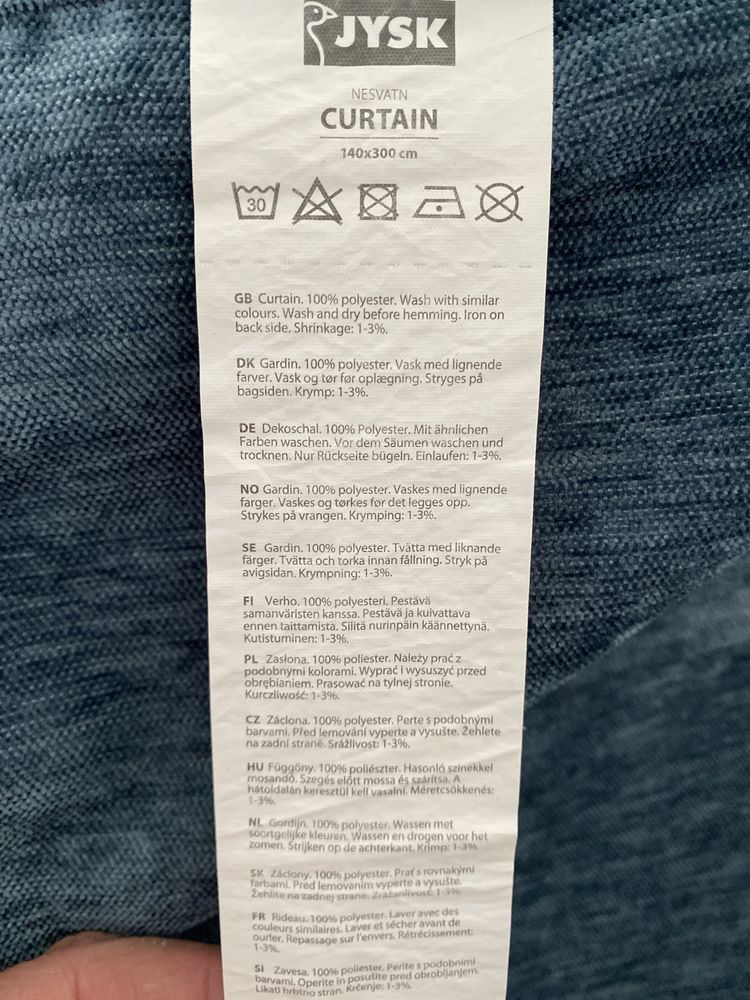 JYSK
NESVATN
CURTAIN
140x300 cm
30
GB Curtain. 100% polyester. Wash with similar
colours. Wash and dry before hemming. Iron on
back side. Shrinkage: 1-3%.
DK Gardin. 100% polyester. Vask med lignende
farver. Vask og tør før oplægning. Stryges på
bagsiden. Krymp: 1-3%.
DE Dekoschal. 100% Polyester. Mit ähnlichen
Farben waschen. Vor dem Säumen waschen und
trocknen. Nur Rückseite bügeln. Einlaufen: 1-3%.
NO Gardin. 100% polyester. Vaskes med lignende
farger. Vaskes og tørkes før det legges opp.
Strykes på vrangen. Krymping: 1-3%.
SE Gardin. 100% polyester. Tvätta med liknande
färger. Tvätta och torka innan fållning. Stryk på
avigsidan. Krympning: 1-3%.
FI Verho. 100% polyesteri. Pestävä
samanväristen kanssa. Pestävä ja kuivattava
ennen taittamista. Silitä nurinpäin käännettynä.
Kutistuminen: 1-3%.
PL Zasłona. 100% poliester. Należy prać z
podobnymi kolorami. Wyprać i wysuszyć przed
obrębianiem. Prasować na tylnej stronie.
Kurczliwość: 1-3%.
CZ Záclona. 100% polyester. Perte s podobnými
barvami. Před lemování vyperte a vysušte. Žehlete
na zadní straně. Srážlivost: 1-3%.
HU Függöny. 100% poliészter. Hasonló színekkel
mosandó. Szegés előtt mossa és szárítsa. A
hátoldalán keresztül kell vasalni. Méretcsökkenés:
1-3%.
NL Gordijn. 100% polyester. Wassen met
soortgelijke kleuren. Wassen en drogen voor het
zomen. Strijken op de achterkant. Krimp: 1-3%.
SK Záclony. 100% polyester. Prať s rovnakými
farbami. Pred lemovaním vyperte a vysušte.
Žehlite na zadnej strane. Zrážanlivosť: 1-3%.
FR Rideau. 100% polyester. Laver avec des
couleurs similaires. Laver et sécher avant de
ourler. Repassage sur l'envers. Rétrécissement:
1-3%.
SI Zavesa. 100% poliester. Perite s podobnimi
barvami. Operite in posušite pred obrobljanjem.
Likati hrbtno stran. Krčenje: 1-3%.